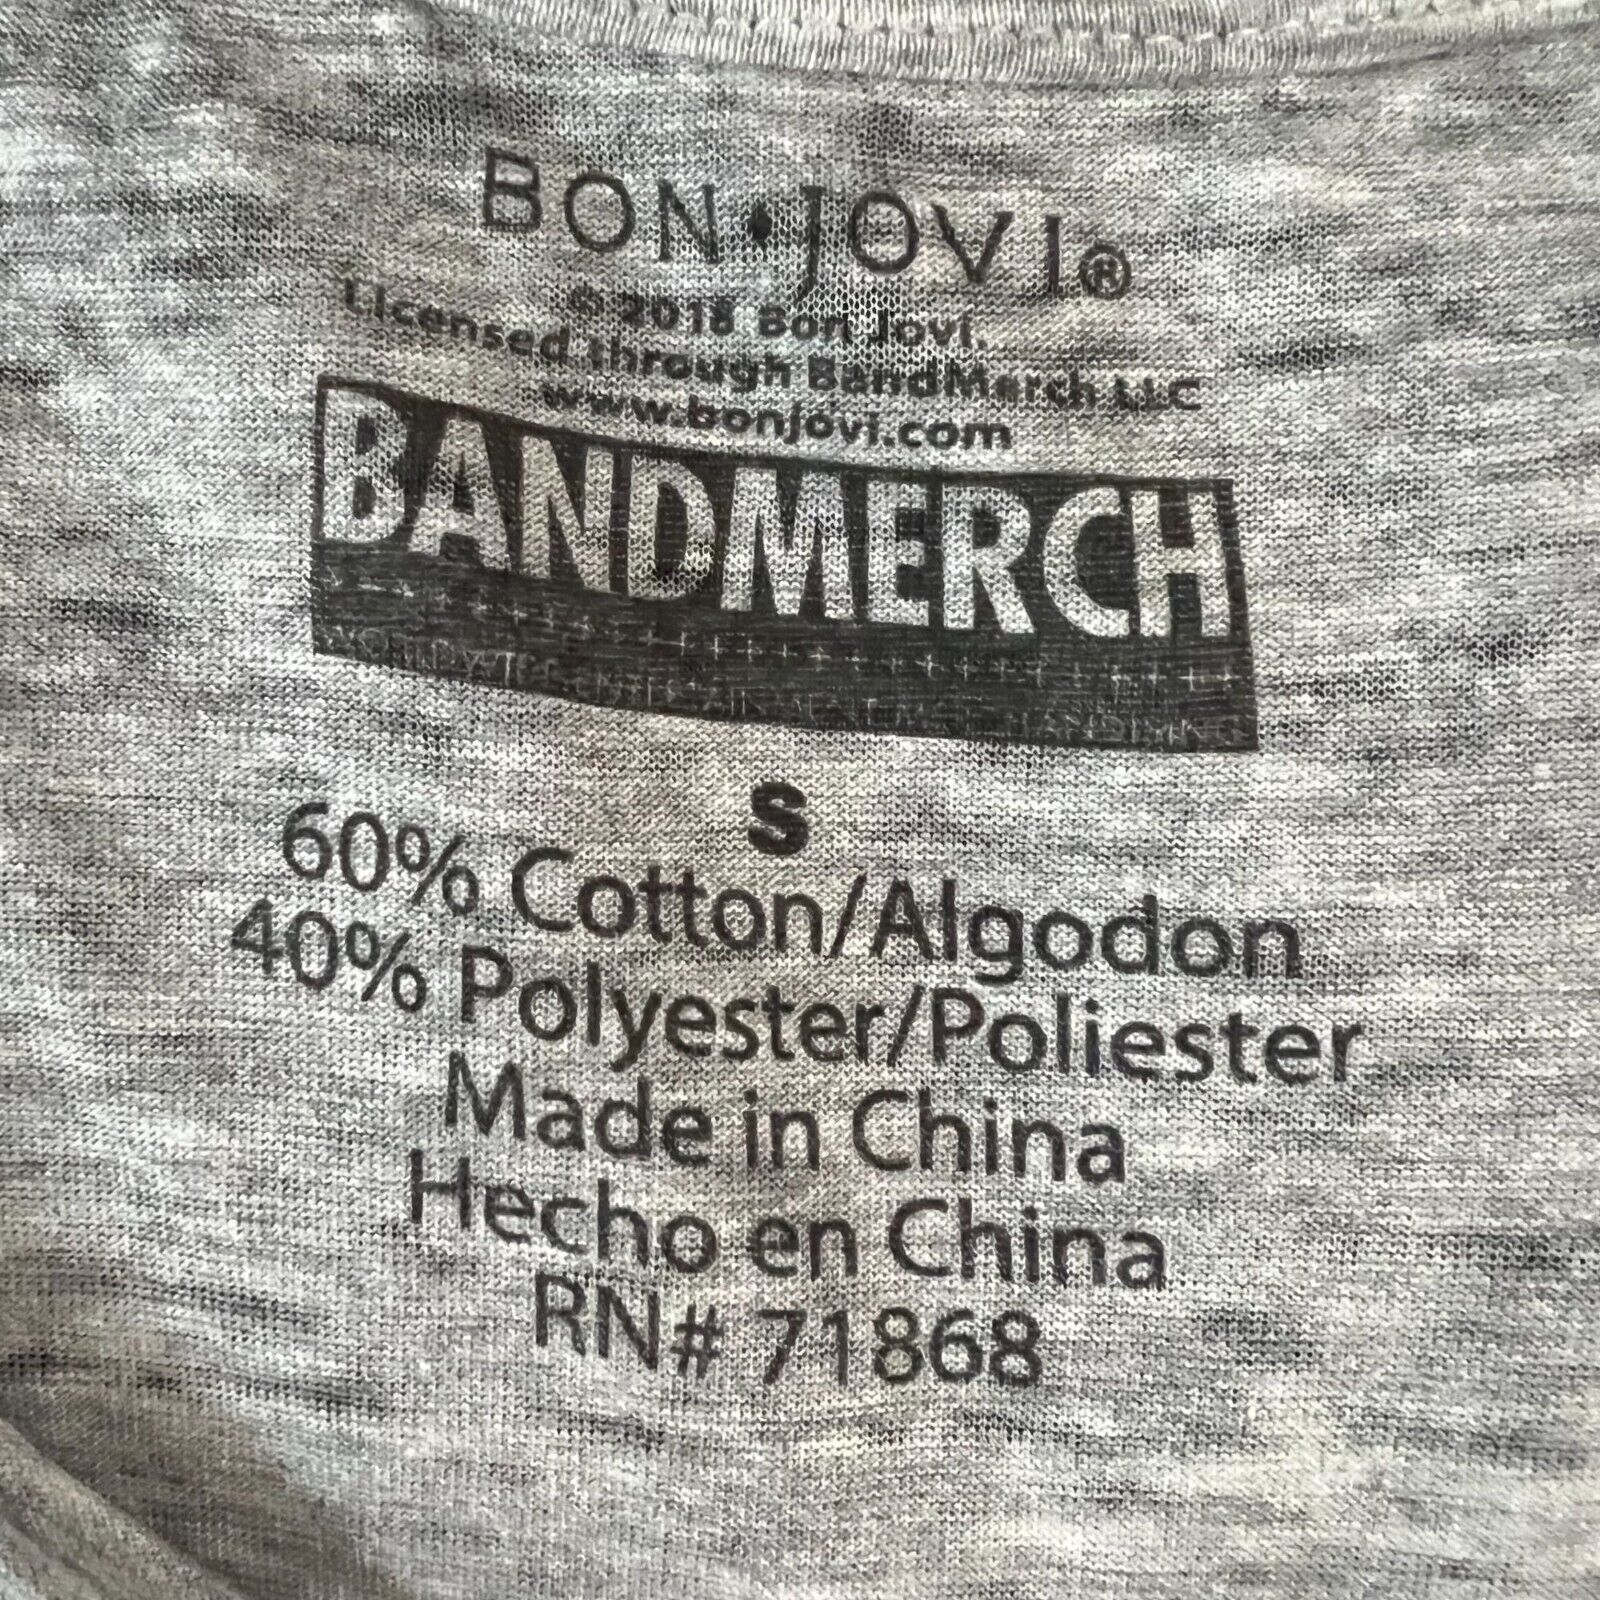 BON•JOVI®
© 2018 Bon Jovi.
Licensed through BandMerch LLC
www.bonjovi.com
BANDMERCH
S
60% Cotton/Algodon
40% Polyester/Poliester
Made in China
Hecho en China
RN# 71868